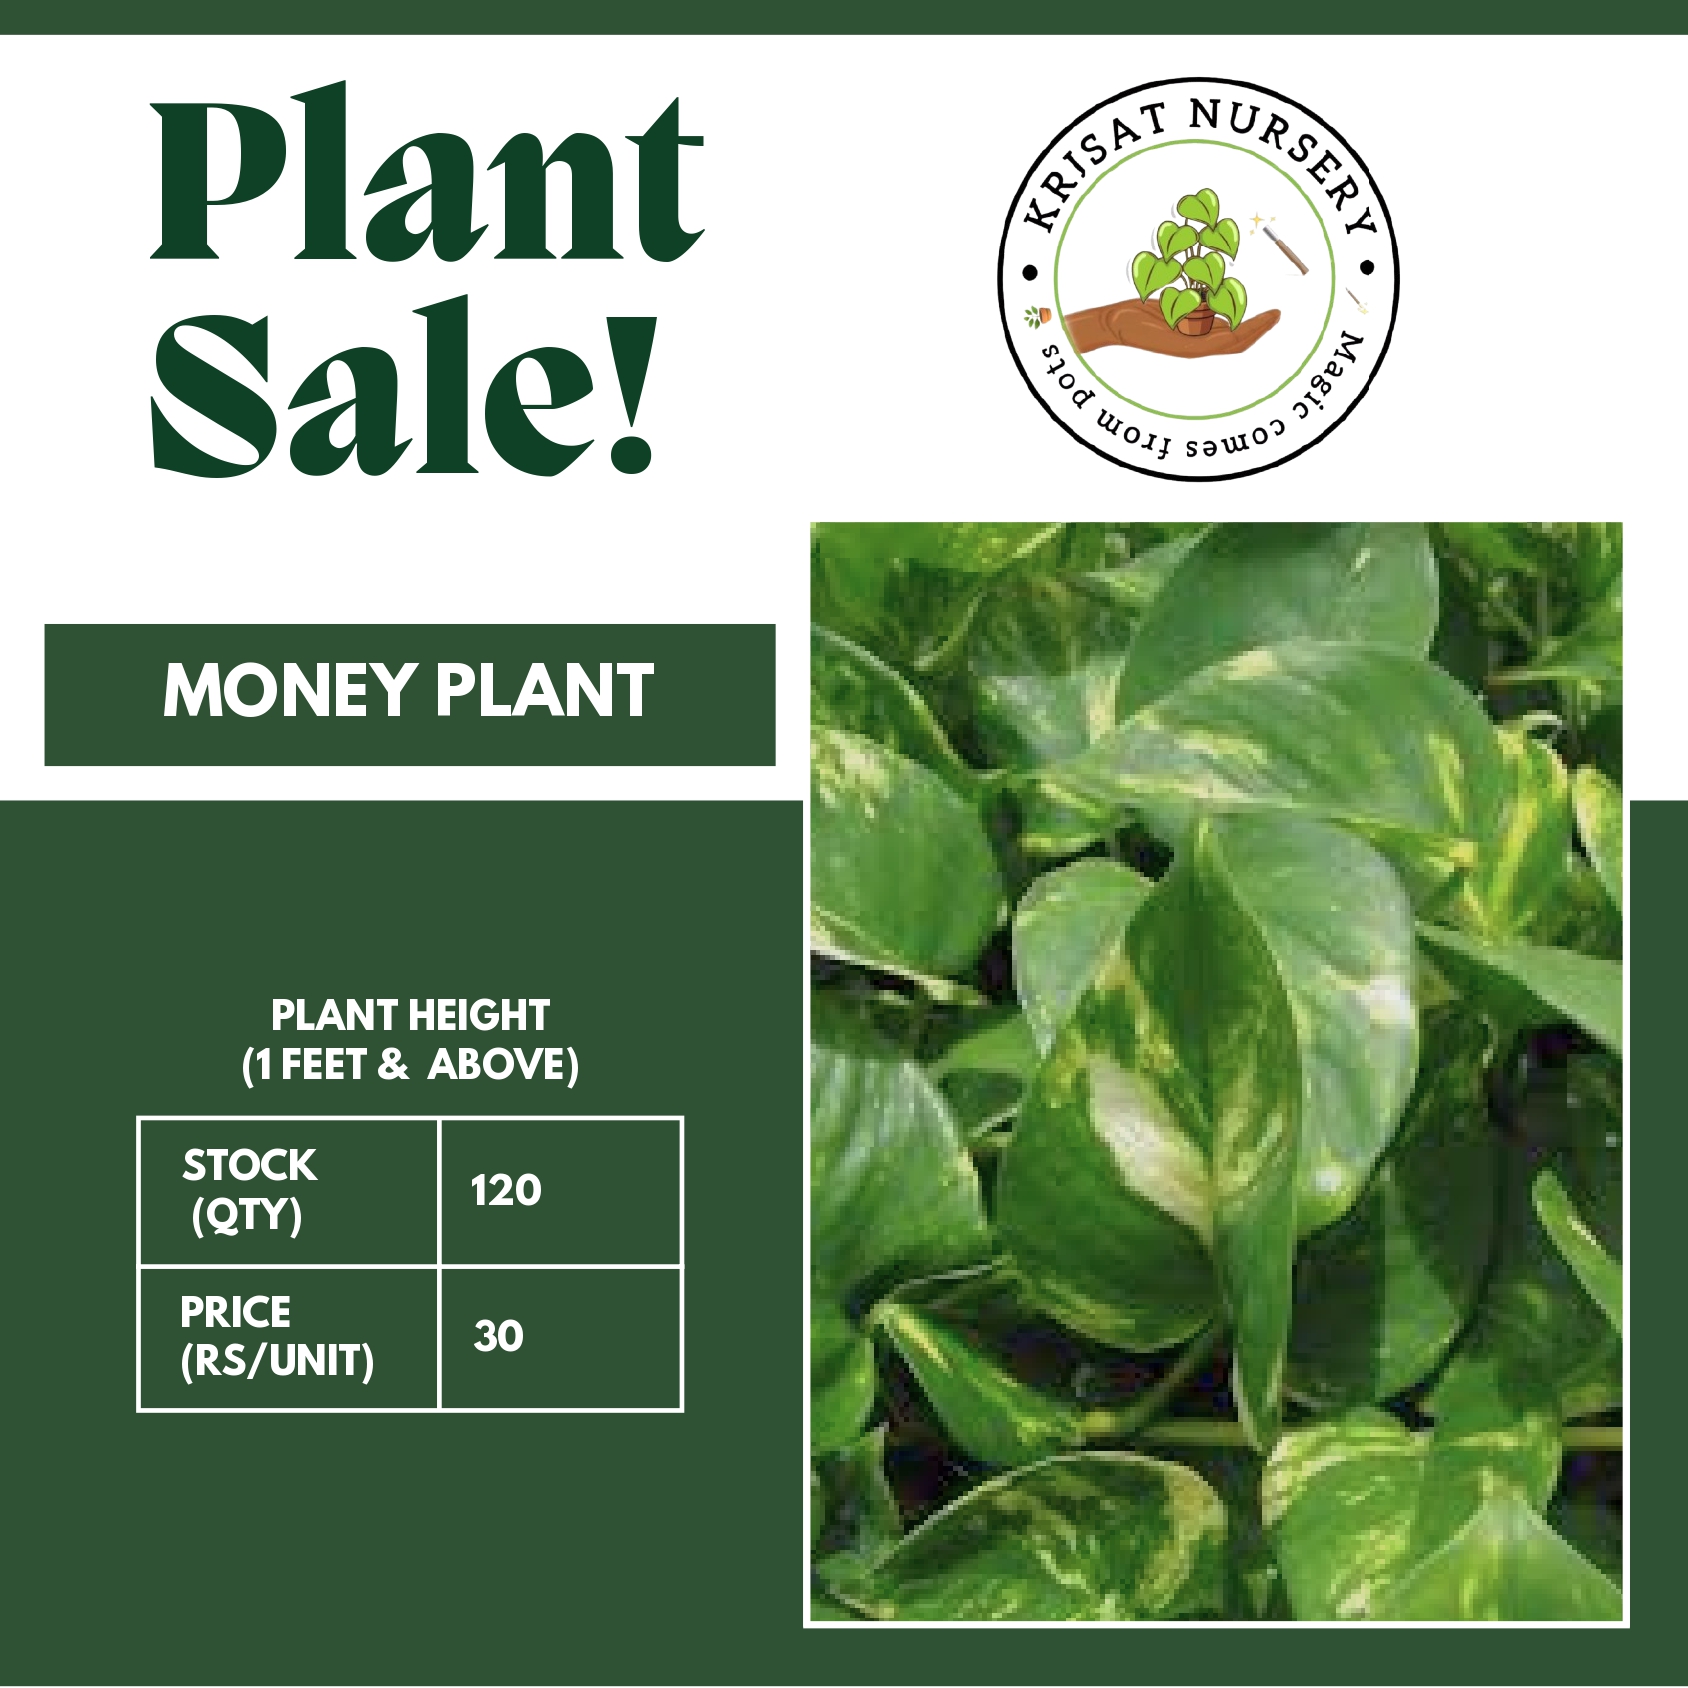 Plant
Sale!
KRISAT NURSERY
Magic comes from pots
MONEY PLANT
PLANT HEIGHT
(1 FEET & ABOVE)
STOCK
(QTY)
120
PRICE
(RS/UNIT)
30